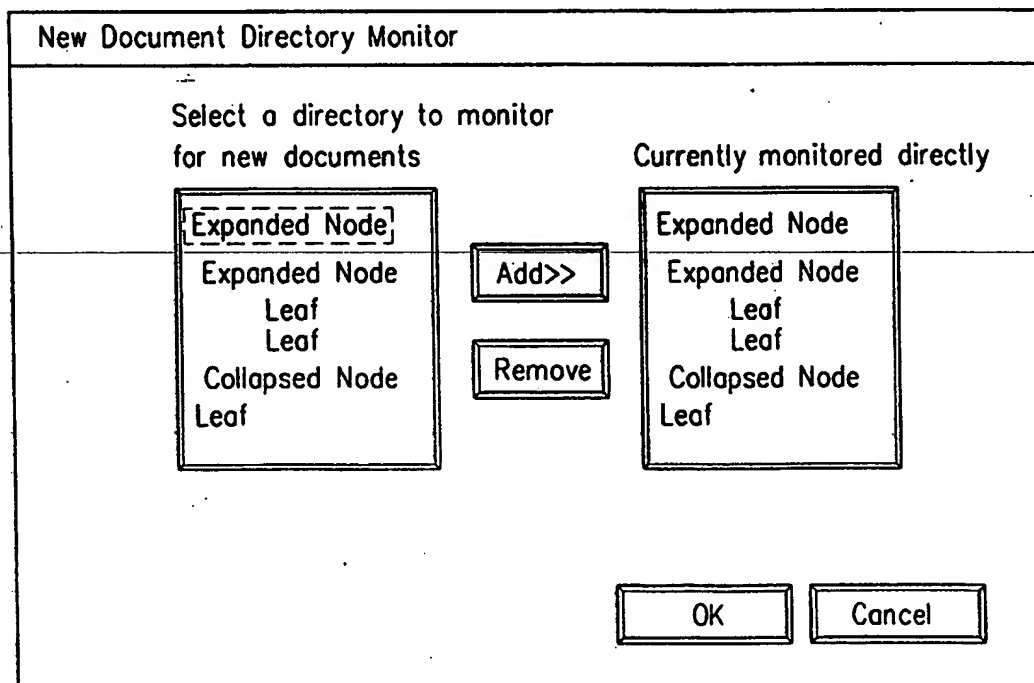 New Document Directory Monitor
Select a directory to monitor
for new documents
Currently monitored directly
Expanded Node
Expanded Node
Leaf
Leaf
Collapsed Node
Leaf
Add>>
Remove
Expanded Node
Expanded Node
Leaf
Leaf
Collapsed Node
Leaf
OK
Cancel